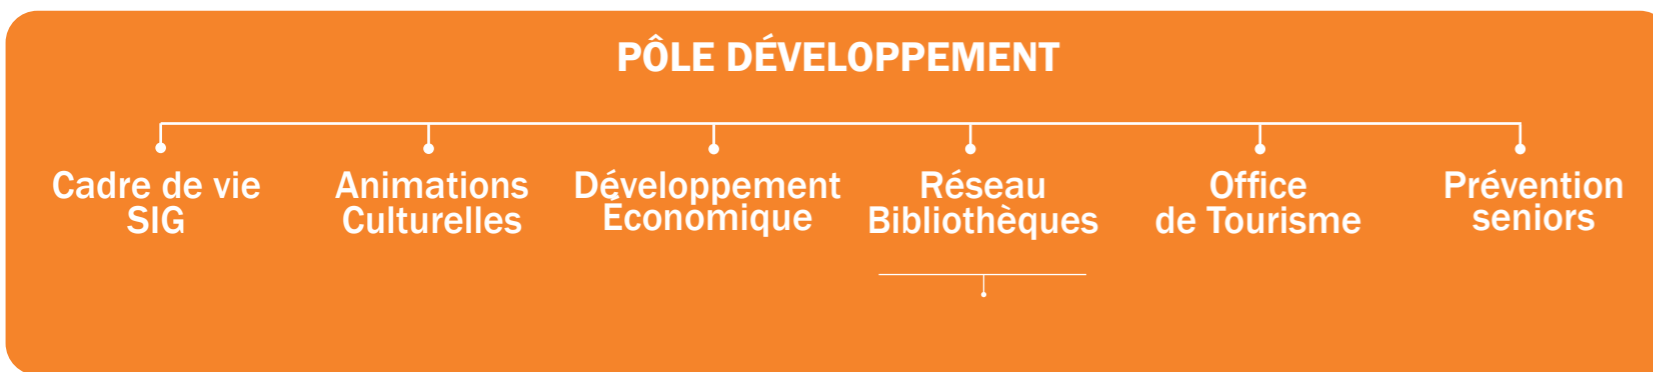 PÔLE DÉVELOPPEMENT
Cadre de vie
SIG
Animations
Culturelles
Développement
Économique
Réseau
Bibliothèques
Office
de Tourisme
Prévention
seniors